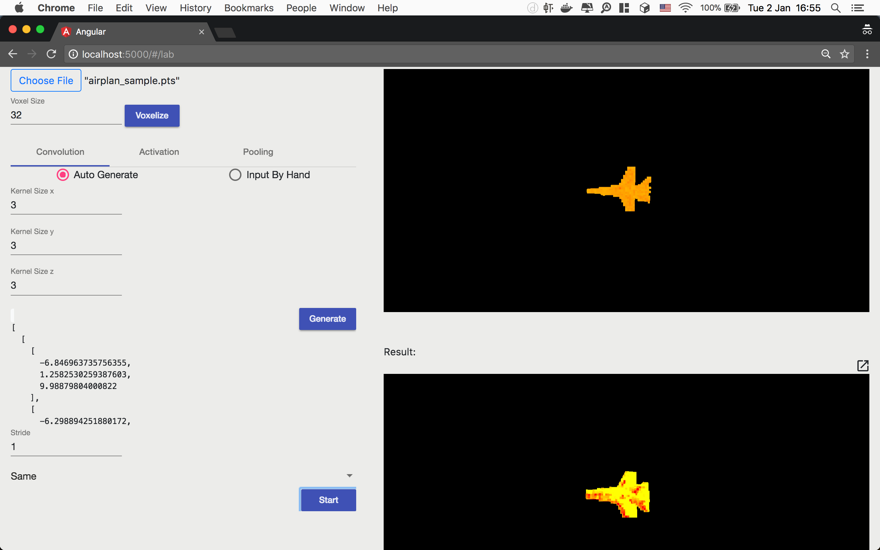 Chrome File Edit View History Bookmarks People Window Help
100% Tue 2 Jan 16:55
Angular
localhost:5000/#/lab
Choose File "airplan_sample.pts"
Voxel Size
32
Voxelize
Convolution Activation Pooling
Auto Generate Input By Hand
Kernel Size x
3
Kernel Size y
3
Kernel Size z
3
Generate
[
[
[
-6.846963735756355,
1.2582530259387603,
9.98879804000822
],
[
-6.298894251880172,
Stride
1
Same
Start
Result: